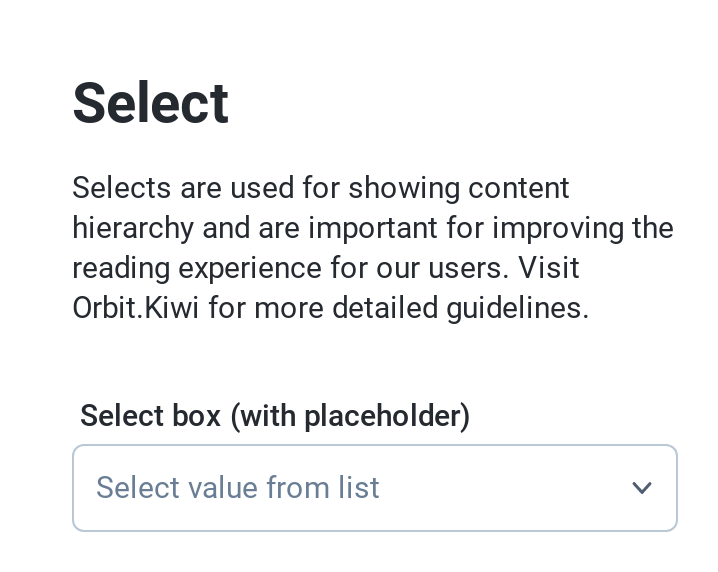 Select
Selects are used for showing content
hierarchy and are important for improving the
reading experience for our users. Visit
Orbit.Kiwi for more detailed guidelines.
Select box (with placeholder)
Select value from list